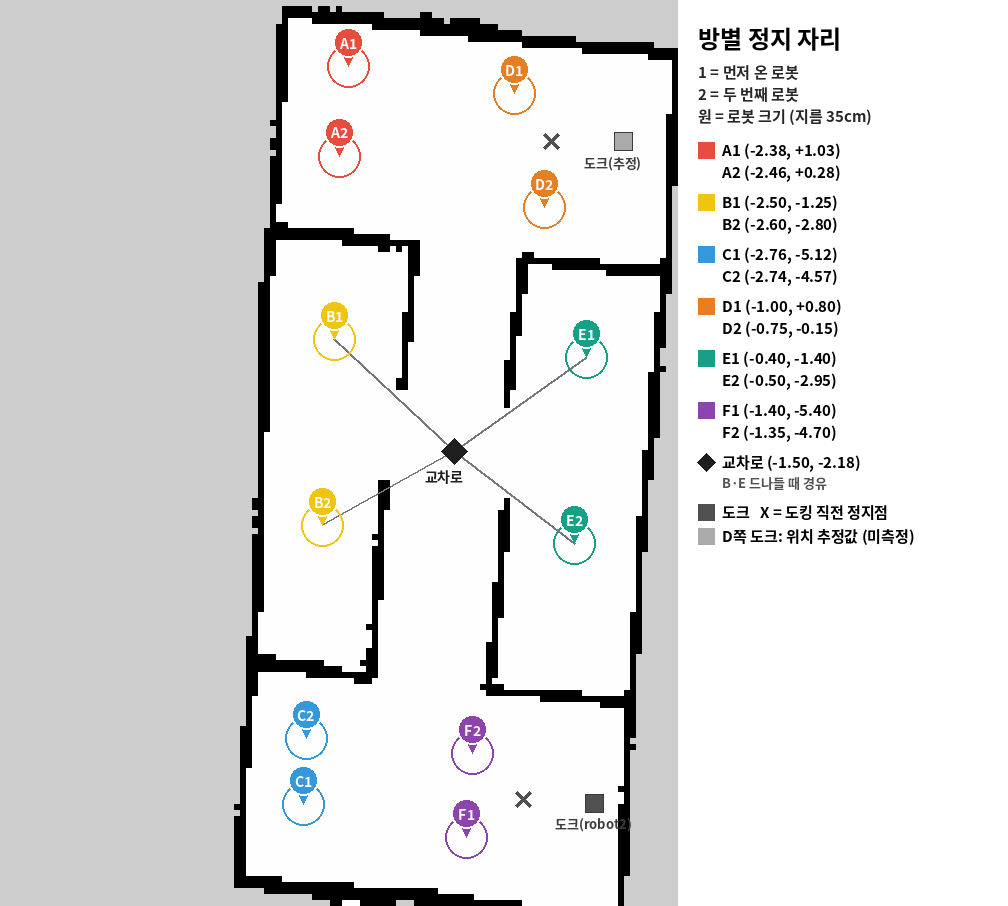 A1
D1
A2
도크(추정)
D2
B1
E1
교차로
B2
E2
C2
F2
C1
F1
도크(robot2)
방별 정지 자리
1 = 먼저 온 로봇
2 = 두 번째 로봇
원 = 로봇 크기 (지름 35cm)
A1 (-2.38, +1.03)
A2 (-2.46, +0.28)
B1 (-2.50, -1.25)
B2 (-2.60, -2.80)
C1 (-2.76, -5.12)
C2 (-2.74, -4.57)
D1 (-1.00, +0.80)
D2 (-0.75, -0.15)
E1 (-0.40, -1.40)
E2 (-0.50, -2.95)
F1 (-1.40, -5.40)
F2 (-1.35, -4.70)
교차로 (-1.50, -2.18)
B·E 드나들 때 경유
도크 X = 도킹 직전 정지점
D쪽 도크: 위치 추정값 (미측정)